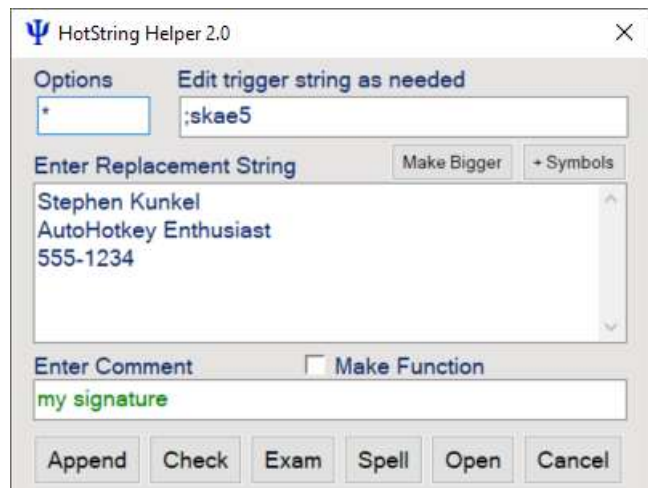 Ψ HotString Helper 2.0
Options Edit trigger string as needed
* ;skae5
Enter Replacement String Make Bigger + Symbols
Stephen Kunkel
AutoHotkey Enthusiast
555-1234
Enter Comment Make Function
my signature
Append Check Exam Spell Open Cancel